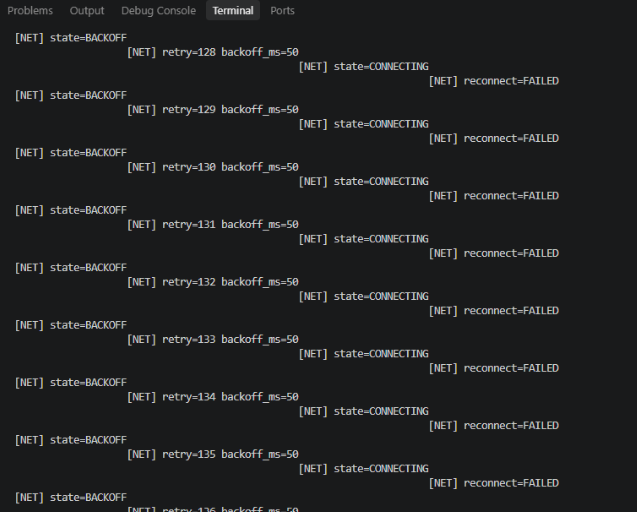 Problems Output Debug Console Terminal Ports
[NET] state=BACKOFF
[NET] retry=128 backoff_ms=50
[NET] state=CONNECTING
[NET] reconnect=FAILED
[NET] state=BACKOFF
[NET] retry=129 backoff_ms=50
[NET] state=CONNECTING
[NET] reconnect=FAILED
[NET] state=BACKOFF
[NET] retry=130 backoff_ms=50
[NET] state=CONNECTING
[NET] reconnect=FAILED
[NET] state=BACKOFF
[NET] retry=131 backoff_ms=50
[NET] state=CONNECTING
[NET] reconnect=FAILED
[NET] state=BACKOFF
[NET] retry=132 backoff_ms=50
[NET] state=CONNECTING
[NET] reconnect=FAILED
[NET] state=BACKOFF
[NET] retry=133 backoff_ms=50
[NET] state=CONNECTING
[NET] reconnect=FAILED
[NET] state=BACKOFF
[NET] retry=134 backoff_ms=50
[NET] state=CONNECTING
[NET] reconnect=FAILED
[NET] state=BACKOFF
[NET] retry=135 backoff_ms=50
[NET] state=CONNECTING
[NET] reconnect=FAILED
[NET] state=BACKOFF
[NET] retry=136 backoff_ms=50